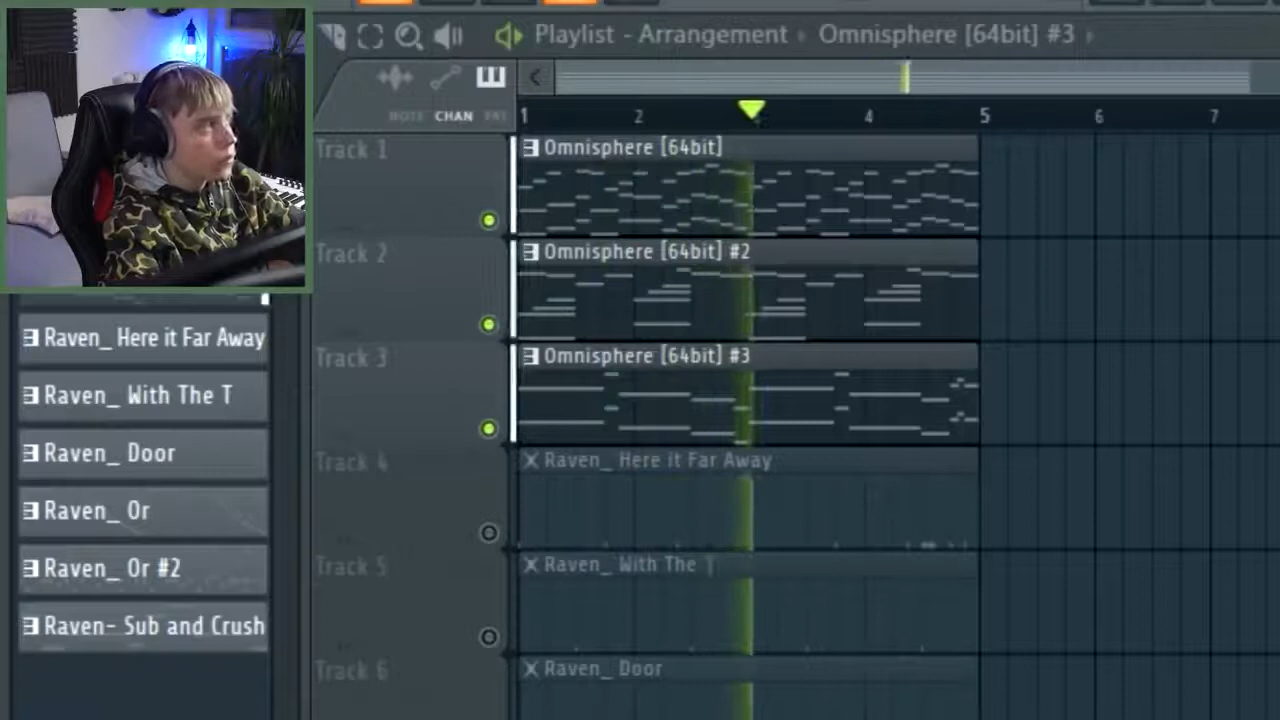 Playlist - Arrangement › Omnisphere [64bit] #3 ›
NOTE CHAN PAT
1 2 4 5 6 7
Track 1
Omnisphere [64bit]
Track 2
Omnisphere [64bit] #2
Track 3
Omnisphere [64bit] #3
Track 4
Raven_ Here it Far Away
Track 5
Raven_ With The T
Track 6
Raven_ Door
Raven_ Here it Far Away
Raven_ With The T
Raven_ Door
Raven_ Or
Raven_ Or #2
Raven- Sub and Crush